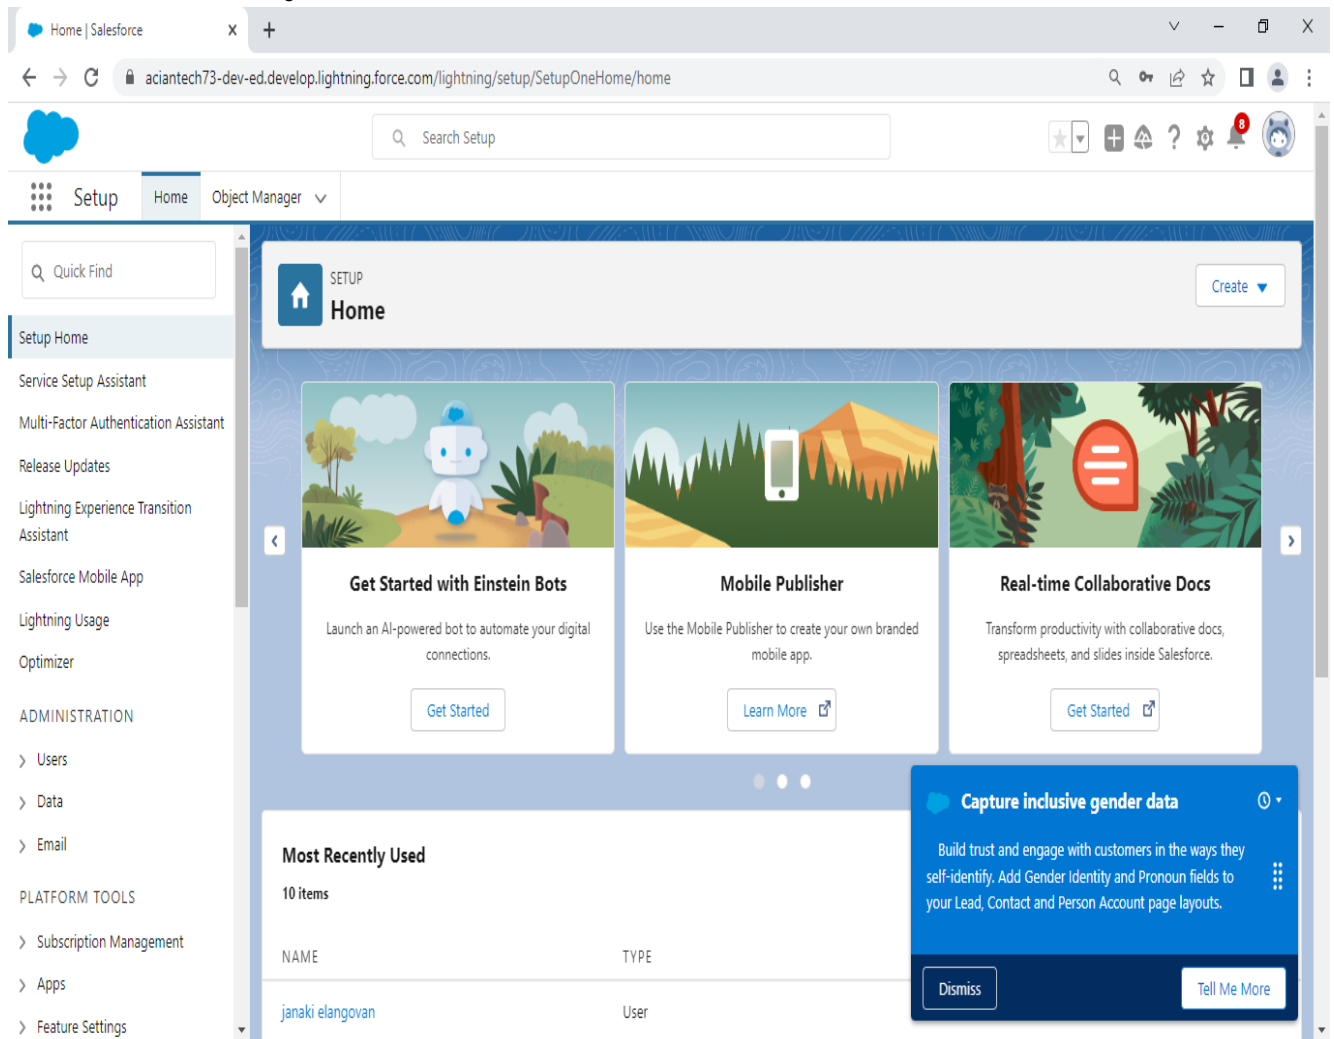 Home | Salesforce
aciantech73-dev-ed.develop.lightning.force.com/lightning/setup/SetupOneHome/home
Search Setup
8
Setup
Home
Object Manager
Quick Find
Setup Home
Service Setup Assistant
Multi-Factor Authentication Assistant
Release Updates
Lightning Experience Transition
Assistant
Salesforce Mobile App
Lightning Usage
Optimizer
ADMINISTRATION
Users
Data
Email
PLATFORM TOOLS
Subscription Management
Apps
Feature Settings
SETUP
Home
Create
Get Started with Einstein Bots
Launch an AI-powered bot to automate your digital
connections.
Get Started
Mobile Publisher
Use the Mobile Publisher to create your own branded
mobile app.
Learn More
Real-time Collaborative Docs
Transform productivity with collaborative docs,
spreadsheets, and slides inside Salesforce.
Get Started
Most Recently Used
10 items
NAME
TYPE
janaki elangovan
User
Capture inclusive gender data
Build trust and engage with customers in the ways they
self-identify. Add Gender Identity and Pronoun fields to
your Lead, Contact and Person Account page layouts.
Dismiss
Tell Me More